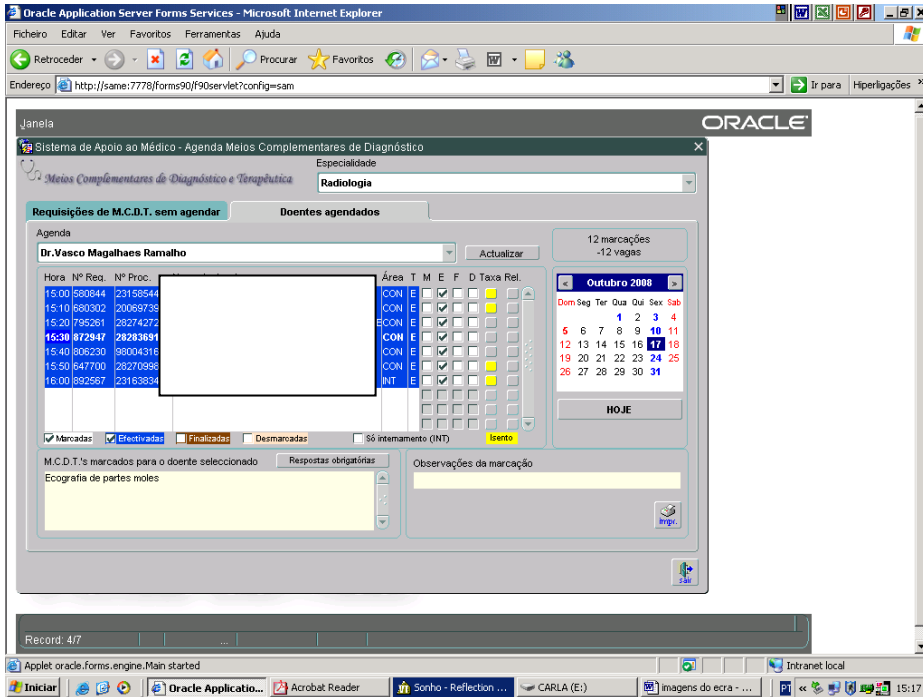 Oracle Application Server Forms Services - Microsoft Internet Explorer
Ficheiro Editar Ver Favoritos Ferramentas Ajuda
Retroceder Procurar Favoritos
Endereço http://same:7778/forms90/f90servlet?config=sam Ir para Hiperligações »
Janela ORACLE
Sistema de Apoio ao Médico - Agenda Meios Complementares de Diagnóstico
Especialidade
Meios Complementares de Diagnóstico e Terapêutica Radiologia
Requisições de M.C.D.T. sem agendar Doentes agendados
Agenda
Dr.Vasco Magalhaes Ramalho Actualizar
12 marcações
-12 vagas
Hora Nº Req. Nº Proc. Área T M E F D Taxa Rel.
15:00 580844 23158544 CON E
15:10 680302 20069739 CON E
15:20 795261 28274272 ECON E
15:30 872947 28283691 CON E
15:40 806230 98004316 CON E
15:50 647700 28270998 CON E
16:00 892567 23163834 INT E
Marcadas Efectivadas Finalizadas Desmarcadas Só internamento (INT) Isento
« Outubro 2008 »
Dom Seg Ter Qua Qui Sex Sab
1 2 3 4
5 6 7 8 9 10 11
12 13 14 15 16 17 18
19 20 21 22 23 24 25
26 27 28 29 30 31
HOJE
M.C.D.T.'s marcados para o doente seleccionado Respostas obrigatórias
Ecografia de partes moles
Observações da marcação
Impr.
Sair
Record: 4/7 ...
Applet oracle.forms.engine.Main started Intranet local
Iniciar Oracle Applicatio... Acrobat Reader Sonho - Reflection ... CARLA (E:) imagens do ecra - ... PT « 15:17